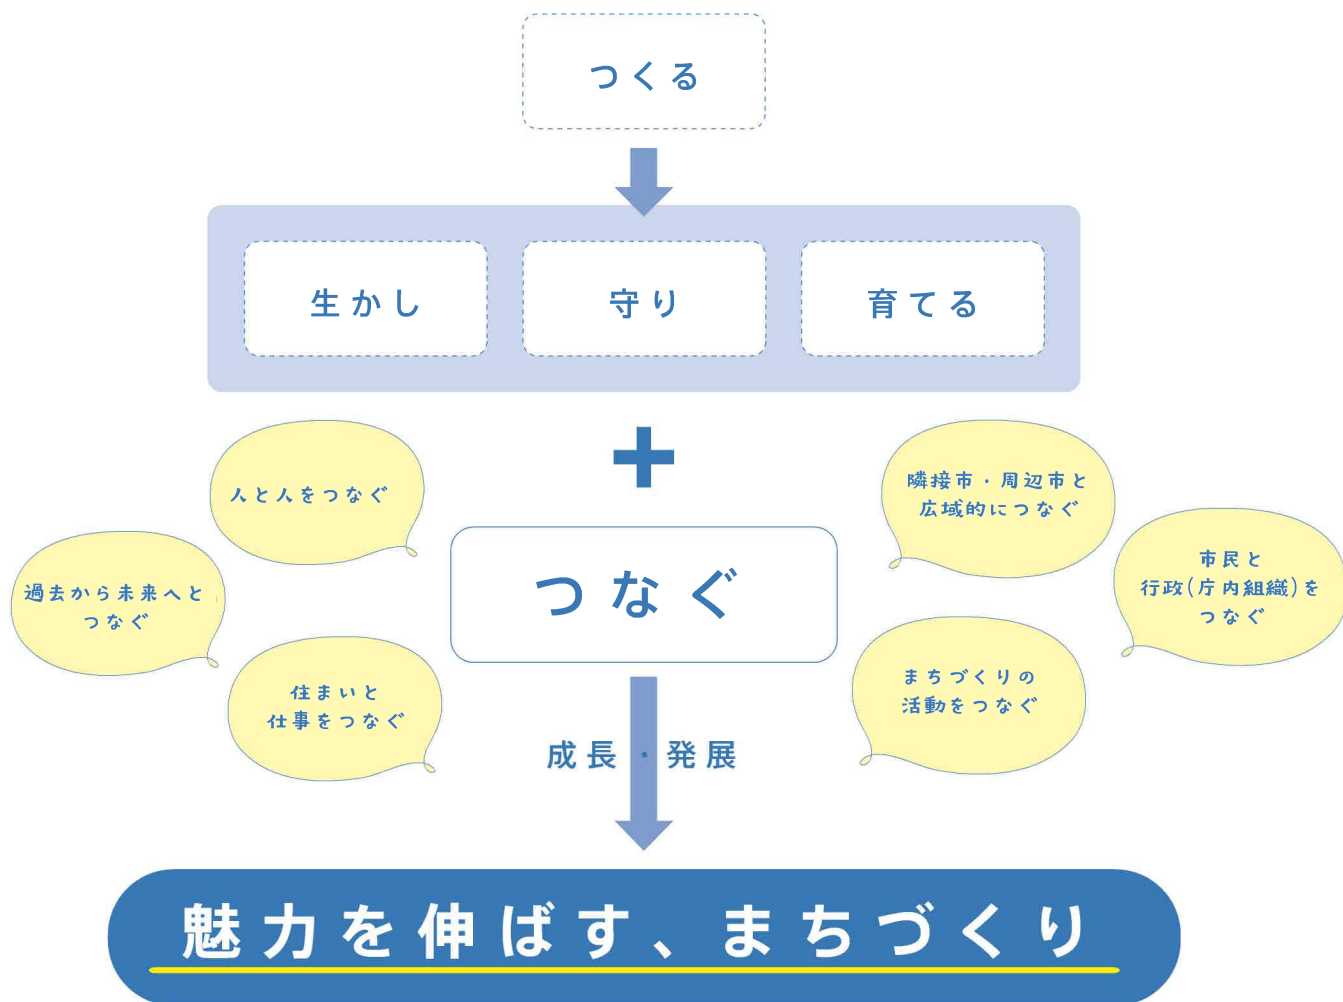 つくる
生かし
守り
育てる
人と人をつなぐ
過去から未来へと
つなぐ
住まいと
仕事をつなぐ
つなぐ
隣接市・周辺市と
広域的につなぐ
市民と
行政(庁内組織)を
つなぐ
まちづくりの
活動をつなぐ
成長・発展
魅力を伸ばす、まちづくり